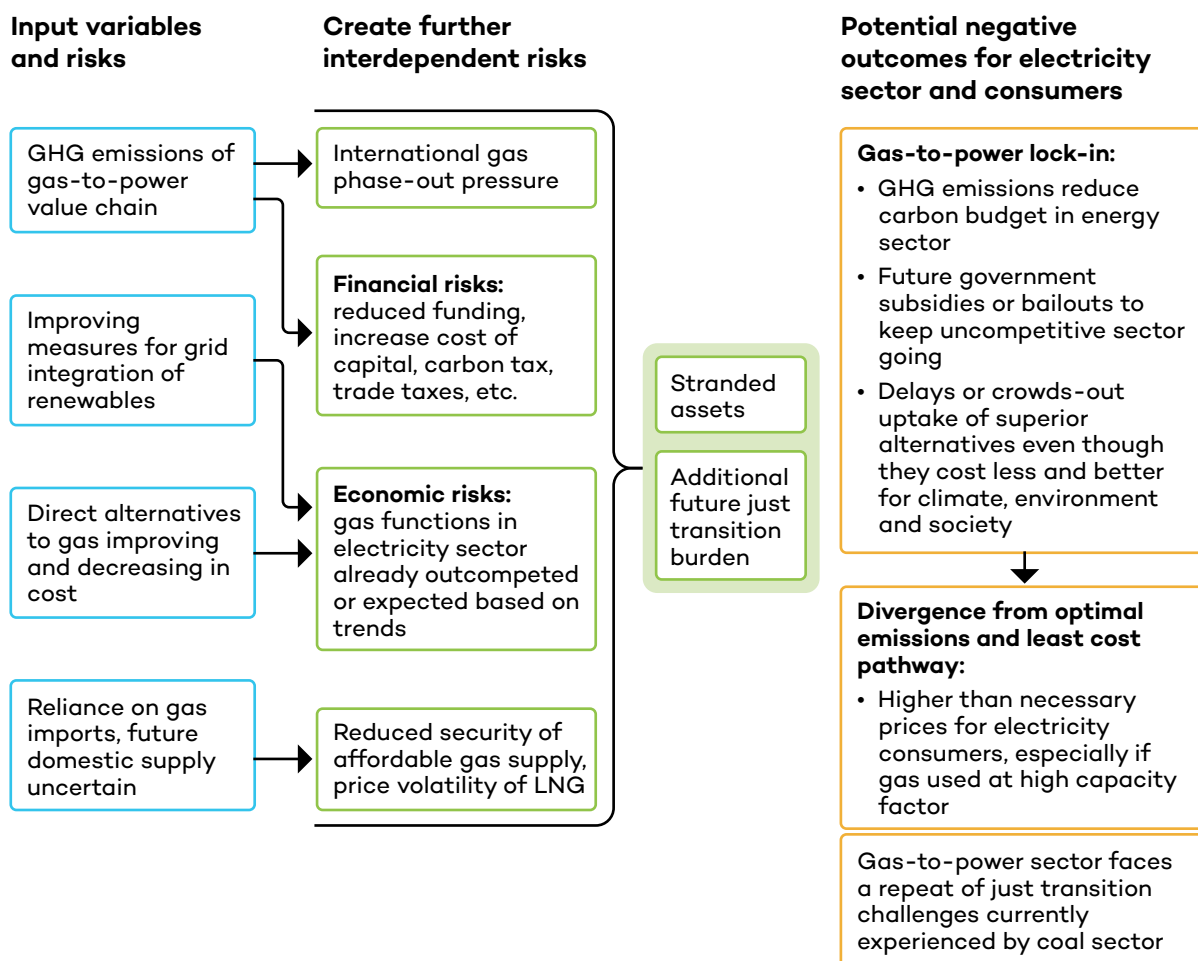 Input variables
and risks
Create further
interdependent risks
Potential negative
outcomes for electricity
sector and consumers
GHG emissions of
gas-to-power
value chain
Improving
measures for grid
integration of
renewables
Direct alternatives
to gas improving
and decreasing in
cost
Reliance on gas
imports, future
domestic supply
uncertain
International gas
phase-out pressure
Financial risks:
reduced funding,
increase cost of
capital, carbon tax,
trade taxes, etc.
Economic risks:
gas functions in
electricity sector
already outcompeted
or expected based on
trends
Reduced security of
affordable gas supply,
price volatility of LNG
Stranded
assets
Additional
future just
transition
burden
Gas-to-power lock-in:
• GHG emissions reduce
carbon budget in energy
sector
• Future government
subsidies or bailouts to
keep uncompetitive sector
going
• Delays or crowds-out
uptake of superior
alternatives even though
they cost less and better
for climate, environment
and society
Divergence from optimal
emissions and least cost
pathway:
• Higher than necessary
prices for electricity
consumers, especially if
gas used at high capacity
factor
Gas-to-power sector faces
a repeat of just transition
challenges currently
experienced by coal sector